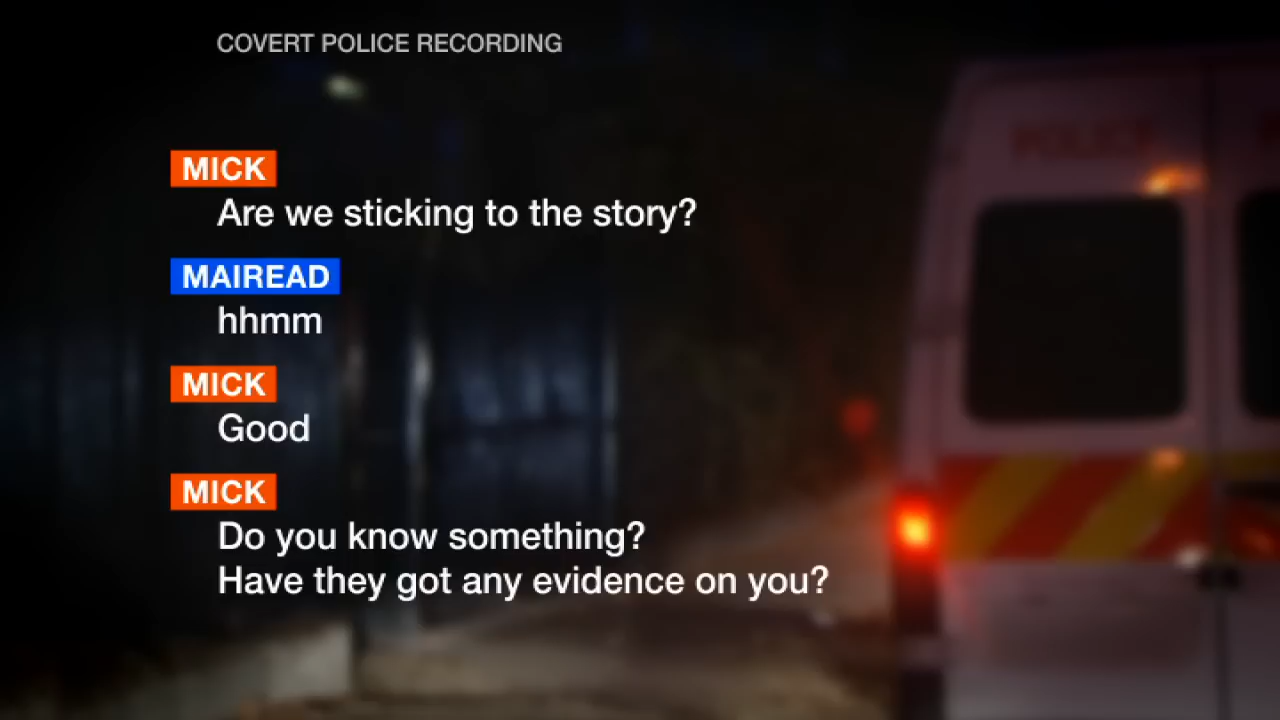 COVERT POLICE RECORDING
POLICE
MICK
Are we sticking to the story?
MAIREAD
hhmm
MICK
Good
MICK
Do you know something?
Have they got any evidence on you?